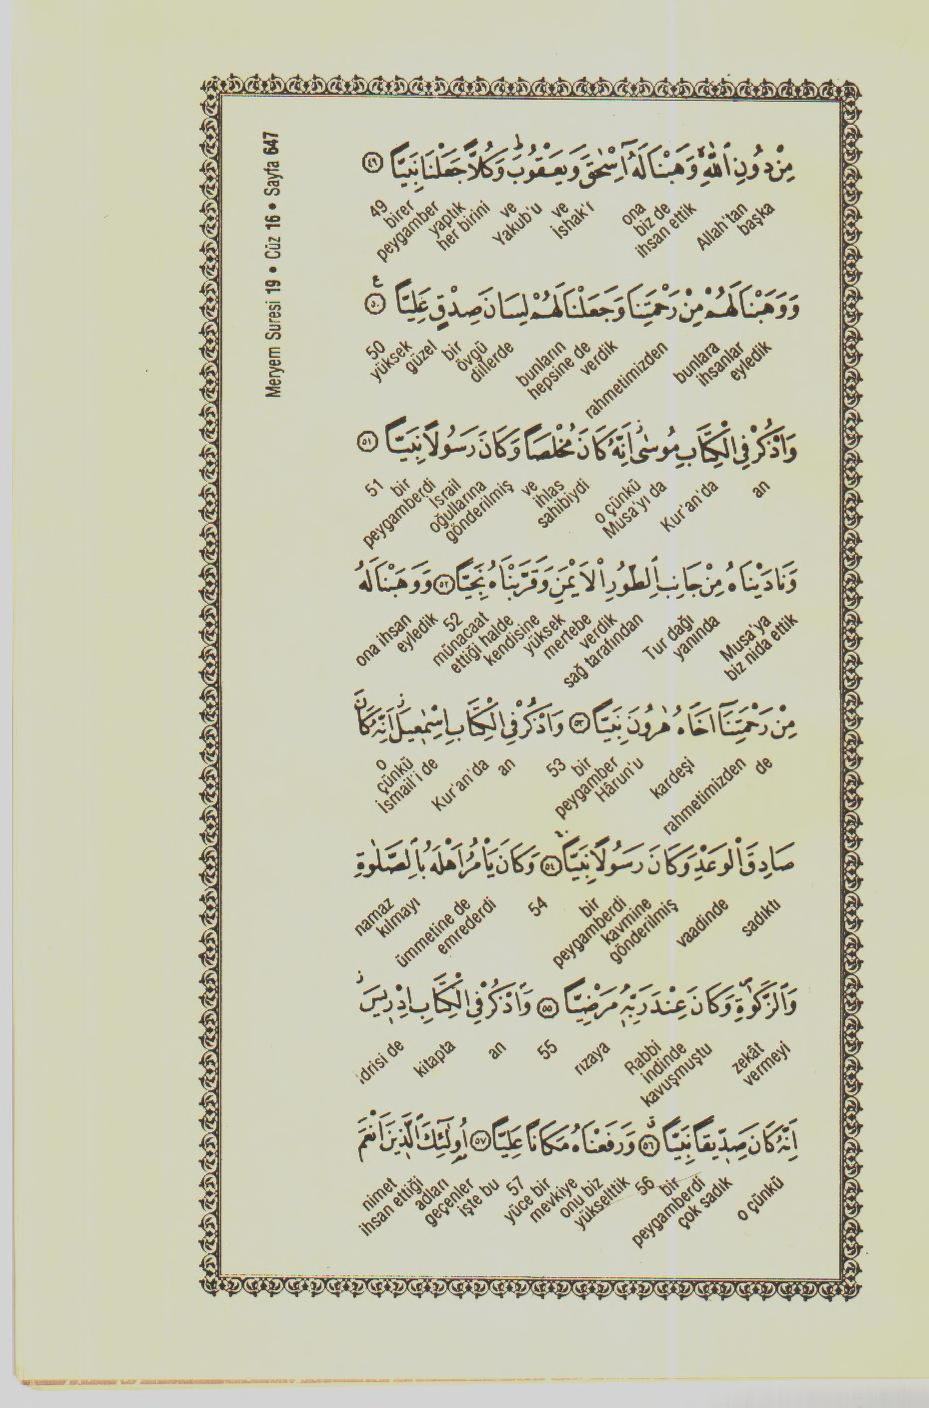 Meryem Suresi 19 • Cüz 16 • Sayfa 647
مِنْ دُونِ اللّٰهِۙ وَهَبْنَا لَهُٓ اِسْحٰقَ وَيَعْقُوبَۜ وَكُلًّا جَعَلْنَا نَبِيًّا ﴿٤٩﴾
başka
Allah'tan
ihsan ettik
biz de
ona
İshak'ı
ve
Yakub'u
ve
her birini
yaptık
peygamber
birer
49
وَوَهَبْنَا لَهُمْ مِنْ رَحْمَتِنَا وَجَعَلْنَا لَهُمْ لِسَانَ صِدْقٍ عَلِيًّا ﴿٥٠﴾ ع
eyledik
ihsanlar
bunlara
rahmetimizden
verdik
hepsine de
bunların
dillerde
övgü
bir
güzel
yüksek
50
وَاذْكُرْ فِي الْكِتَابِ مُوسٰىۘ اِنَّهُ كَانَ مُخْلَصًا وَكَانَ رَسُولًا نَبِيًّا ﴿٥١﴾
an
Kur'an'da
Musa'yı da
o çünkü
sahibiydi
ihlas
ve
gönderilmiş
oğullarına
İsrail
peygamberdi
bir
51
وَنَادَيْنَاهُ مِنْ جَانِبِ الطُّورِ الْاَيْمَنِ وَقَرَّبْنَاهُ نَجِيًّا ﴿٥٢﴾ وَوَهَبْنَا لَهُ
biz nida ettik
Musa'ya
yanında
Tur dağı
sağ tarafından
verdik
mertebe
yüksek
kendisine
ettiği halde
münacaat
52
eyledik
ona ihsan
مِنْ رَحْمَتِنَٓا اَخَاهُ هٰرُونَ نَبِيًّا ﴿٥٣﴾ وَاذْكُرْ فِي الْكِتَابِ اِسْمٰعِيلَۘ اِنَّهُ كَانَ
de
rahmetimizden
kardeşi
Hârun'u
peygamber
bir
53
an
Kur'an'da
İsmail'i de
çünkü
o
صَادِقَ الْوَعْدِ وَكَانَ رَسُولًا نَبِيًّا ﴿٥٤﴾ وَكَانَ يَأْمُرُ اَهْلَهُ بِالصَّلٰوةِ
sadıktı
vaadinde
gönderilmiş
kavmine
peygamberdi
bir
54
emrederdi
ümmetine de
kılmayı
namaz
وَالزَّكٰوةِۖ وَكَانَ عِنْدَ رَبِّهِ مَرْضِيًّا ﴿٥٥﴾ وَاذْكُرْ فِي الْكِتَابِ اِدْرِيسَۘ
vermeyi
zekât
kavuşmuştu
indinde
Rabbi
rızaya
55
an
kitapta
idrisi de
اِنَّهُ كَانَ صِدِّيقًا نَبِيًّا ﴿٥٦﴾ وَرَفَعْنَاهُ مَكَانًا عَلِيًّا ﴿٥٧﴾ اُولٰٓئِكَ الَّذِينَ اَنْعَمَ
o çünkü
çok sadık
peygamberdi
bir
56
yükselttik
onu biz
mevkiye
yüce bir
57
işte bu
geçenler
adları
ihsan ettiği
nimet